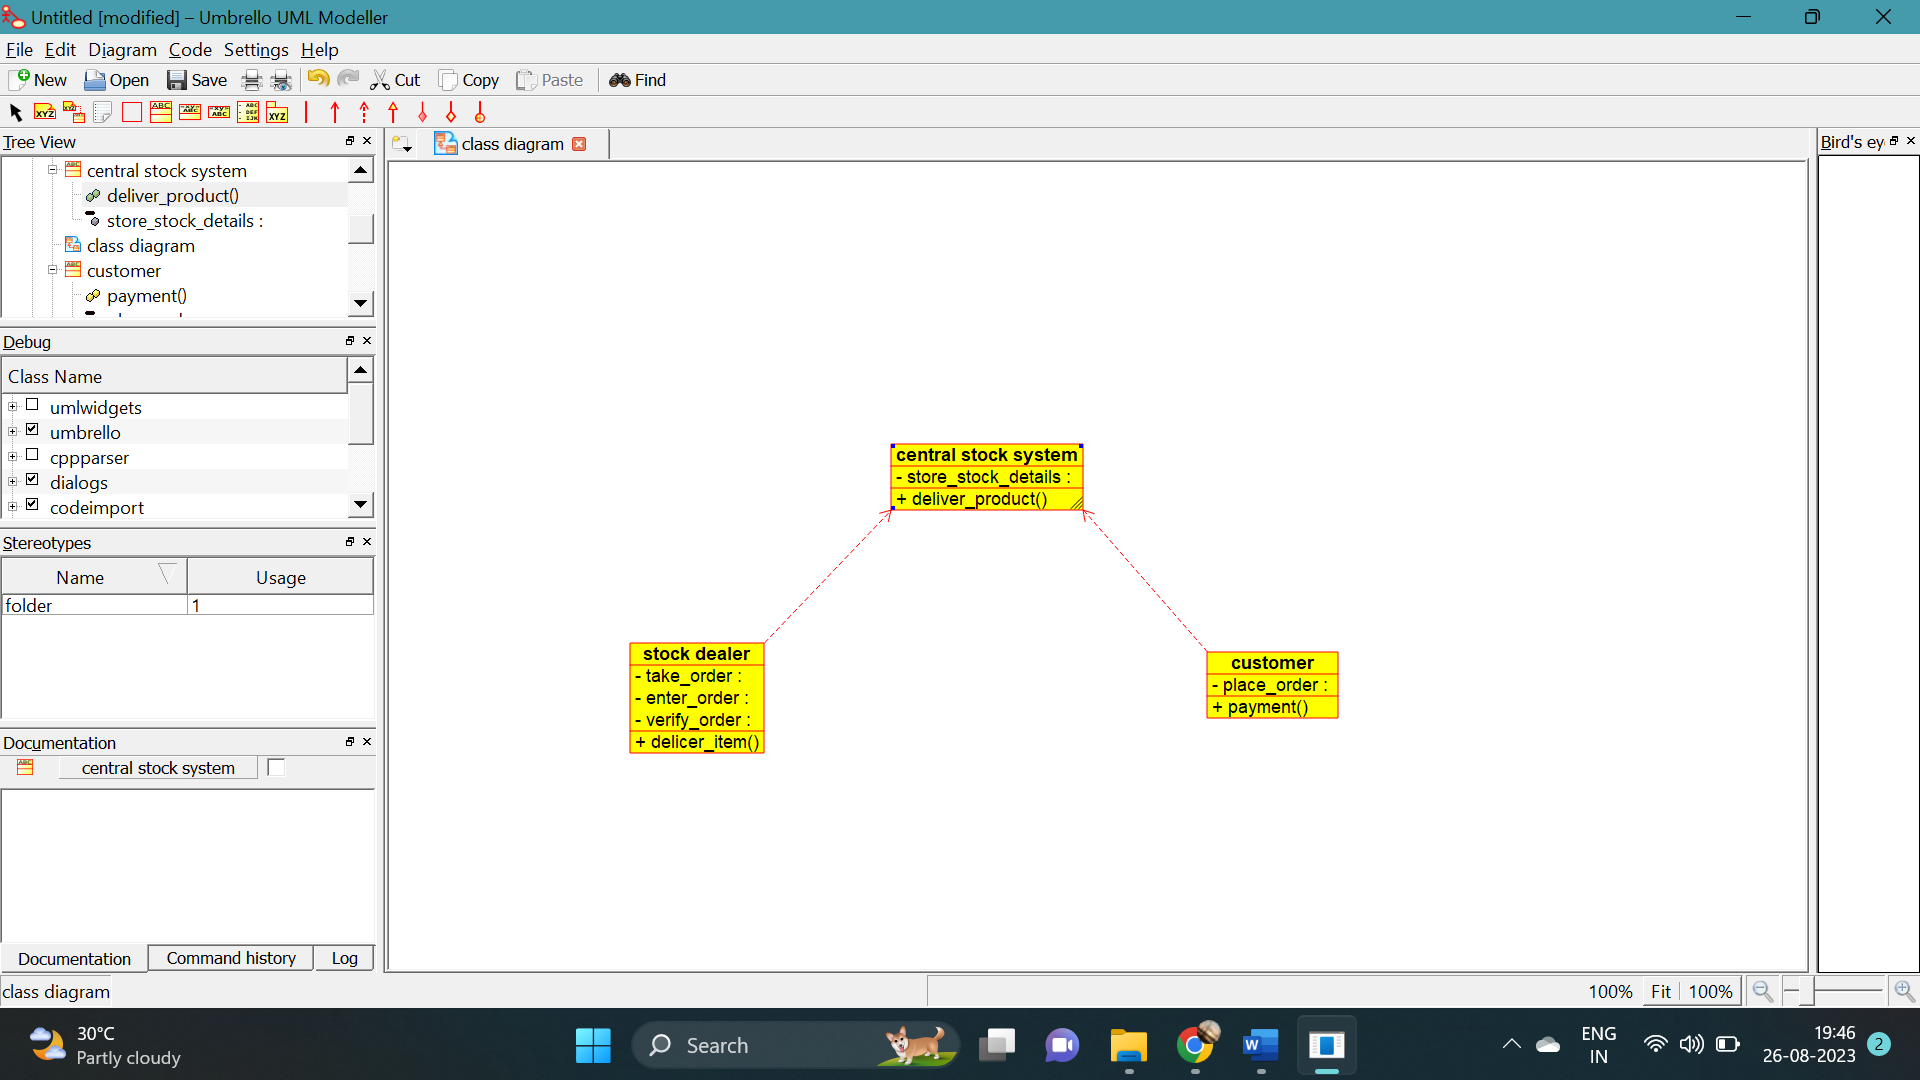 Untitled [modified] – Umbrello UML Modeller
File Edit Diagram Code Settings Help
New Open Save Cut Copy Paste Find
Tree View
central stock system
deliver_product()
store_stock_details :
class diagram
customer
payment()
Debug
Class Name
umlwidgets
umbrello
cppparser
dialogs
codeimport
Stereotypes
Name Usage
folder 1
Documentation
central stock system
Documentation Command history Log
class diagram
class diagram
central stock system
- store_stock_details :
+ deliver_product()
stock dealer
- take_order :
- enter_order :
- verify_order :
+ delicer_item()
customer
- place_order :
+ payment()
Bird's ey
100% Fit 100%
30°C
Partly cloudy
Search
ENG
IN
19:46
26-08-2023
2